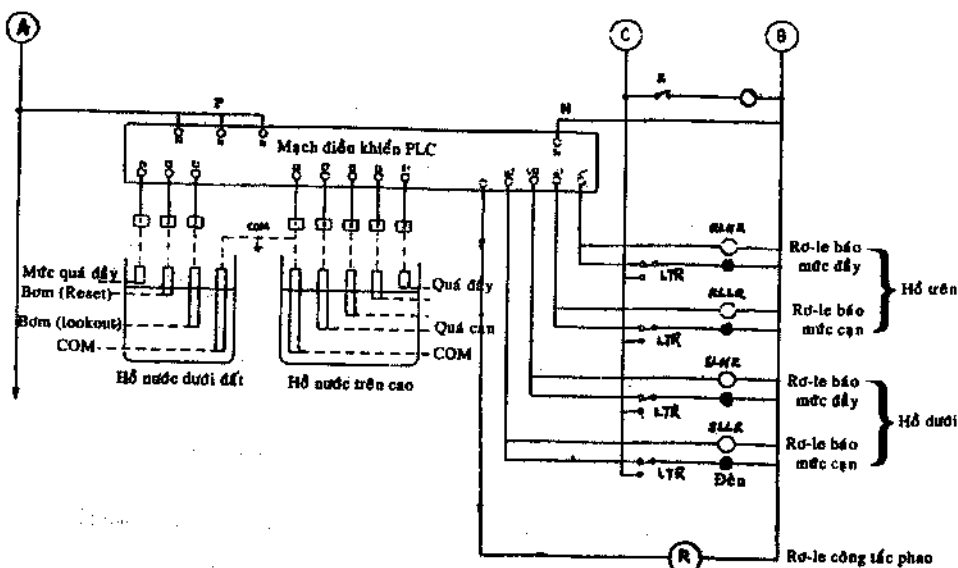 A
C
B
P
N
Mạch điều khiển PLC
COM
Mức quá đầy
Bơm (Reset)
Bơm (lookout)
COM
Hồ nước dưới đất
Quá đầy
Quá cạn
COM
Hồ nước trên cao
LTR
Rơ-le báo
mức đầy
RLLR
LTR
Rơ-le báo
mức cạn
Hồ trên
SLHR
LTR
Rơ-le báo
mức đầy
SLLR
LTR
Đèn
Rơ-le báo
mức cạn
Hồ dưới
R
Rơ-le công tắc phao